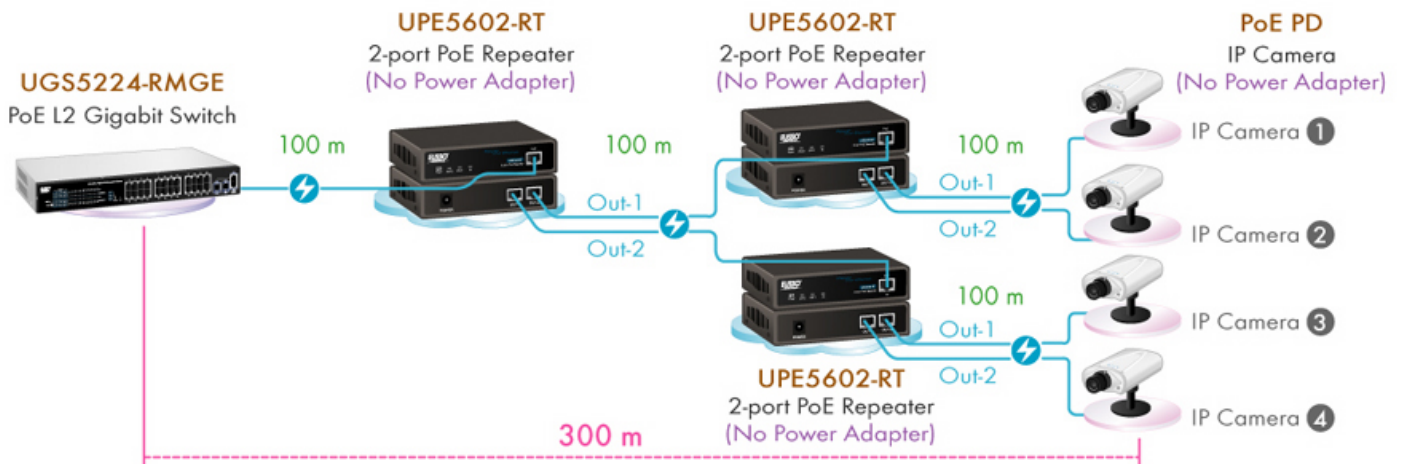 UGS5224-RMGE
PoE L2 Gigabit Switch
100 m
UPE5602-RT
2-port PoE Repeater
(No Power Adapter)
100 m
Out-1
Out-2
UPE5602-RT
2-port PoE Repeater
(No Power Adapter)
100 m
Out-1
Out-2
PoE PD
IP Camera
(No Power Adapter)
IP Camera 1
IP Camera 2
100 m
Out-1
Out-2
IP Camera 3
IP Camera 4
UPE5602-RT
2-port PoE Repeater
(No Power Adapter)
300 m